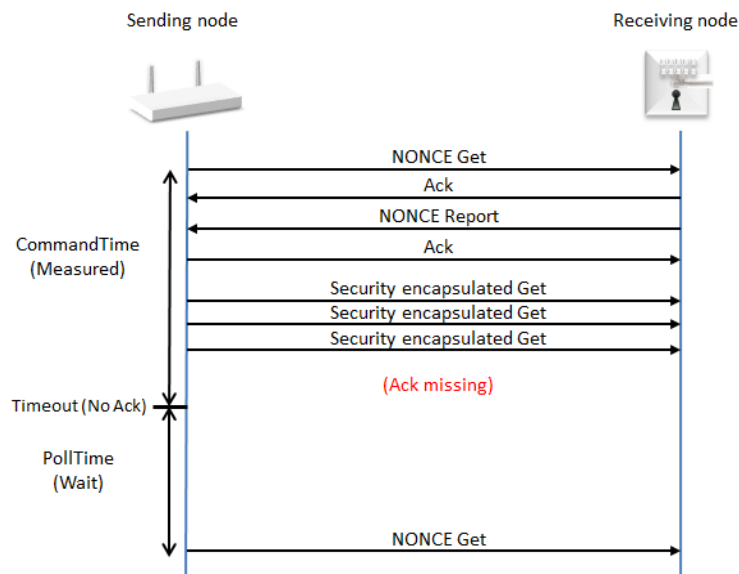 Sending node
Receiving node
NONCE Get
Ack
NONCE Report
CommandTime
(Measured)
Ack
Security encapsulated Get
Security encapsulated Get
Security encapsulated Get
(Ack missing)
Timeout (No Ack)
PollTime
(Wait)
NONCE Get